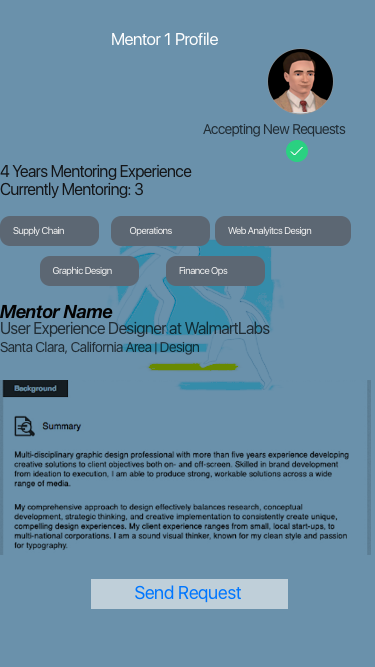 Mentor 1 Profile
Accepting New Requests
4 Years Mentoring Experience
Currently Mentoring: 3
Supply Chain
Operations
Web Analyitcs Design
Graphic Design
Finance Ops
Mentor Name
User Experience Designer at WalmartLabs
Santa Clara, California Area | Design
Background
Summary
Multi-disciplinary graphic design professional with more than five years experience developing
creative solutions to client objectives both on- and off-screen. Skilled in brand development
from ideation to execution, I am able to produce strong, workable solutions across a wide
range of media.
My comprehensive approach to design effectively balances research, conceptual
development, strategic thinking, and creative implementation to consistently create unique,
compelling design experiences. My client experience ranges from small, local start-ups, to
multi-national corporations. I am a sound visual thinker, known for my clean style and passion
for typography.
Send Request